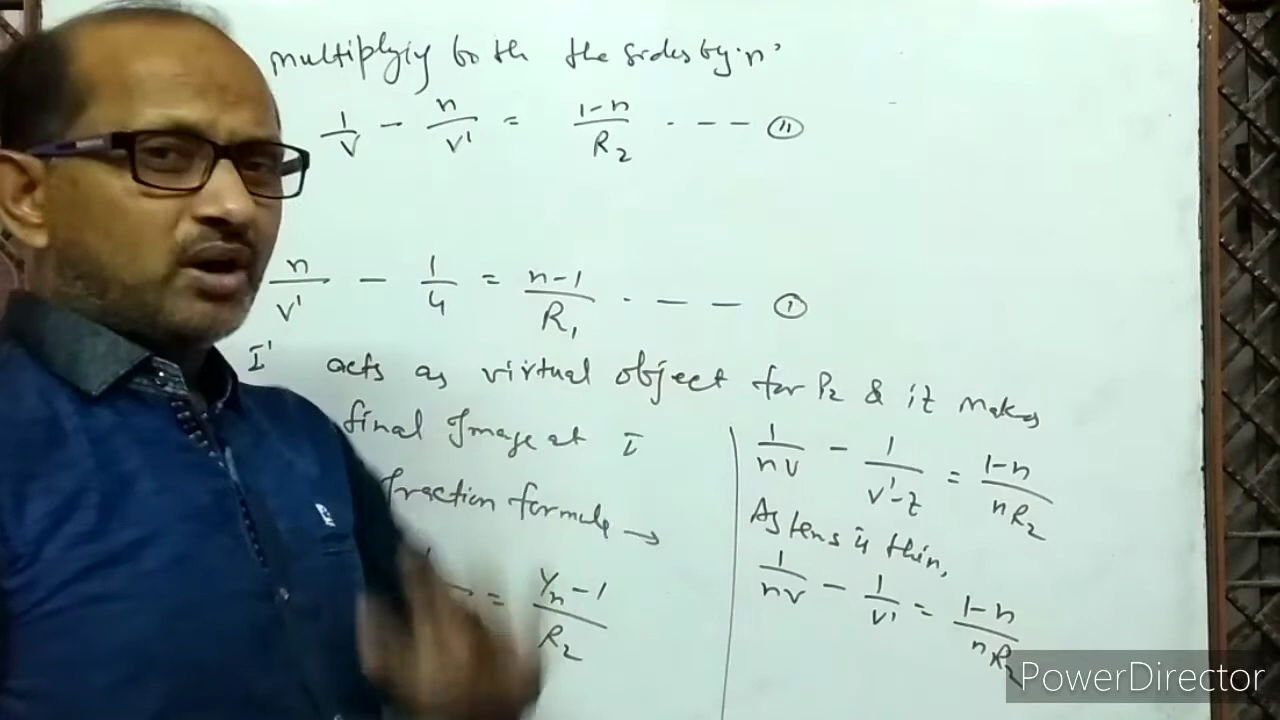 multiplyiy both the sides by 'n'
1/v - n/v' = 1-n/R₂ . - - - (ii)
n/v' - 1/u = n-1/R₁ . - - - (i)
I' acts as virtual object for P₂ & it makes
final Image at I
fraction formula →
= 1/n - 1/R₂
1/nv - 1/v'-t = 1-n/nR₂
As lens is thin,
1/nv - 1/v' = 1-n/nR₂
PowerDirector